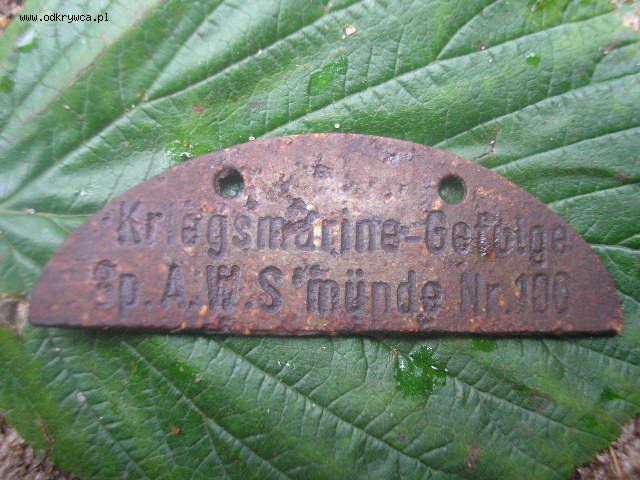 www.odkrywca.pl
Kriegsmarine-Gefolge
Sp. A. W. S'münde Nr. 100